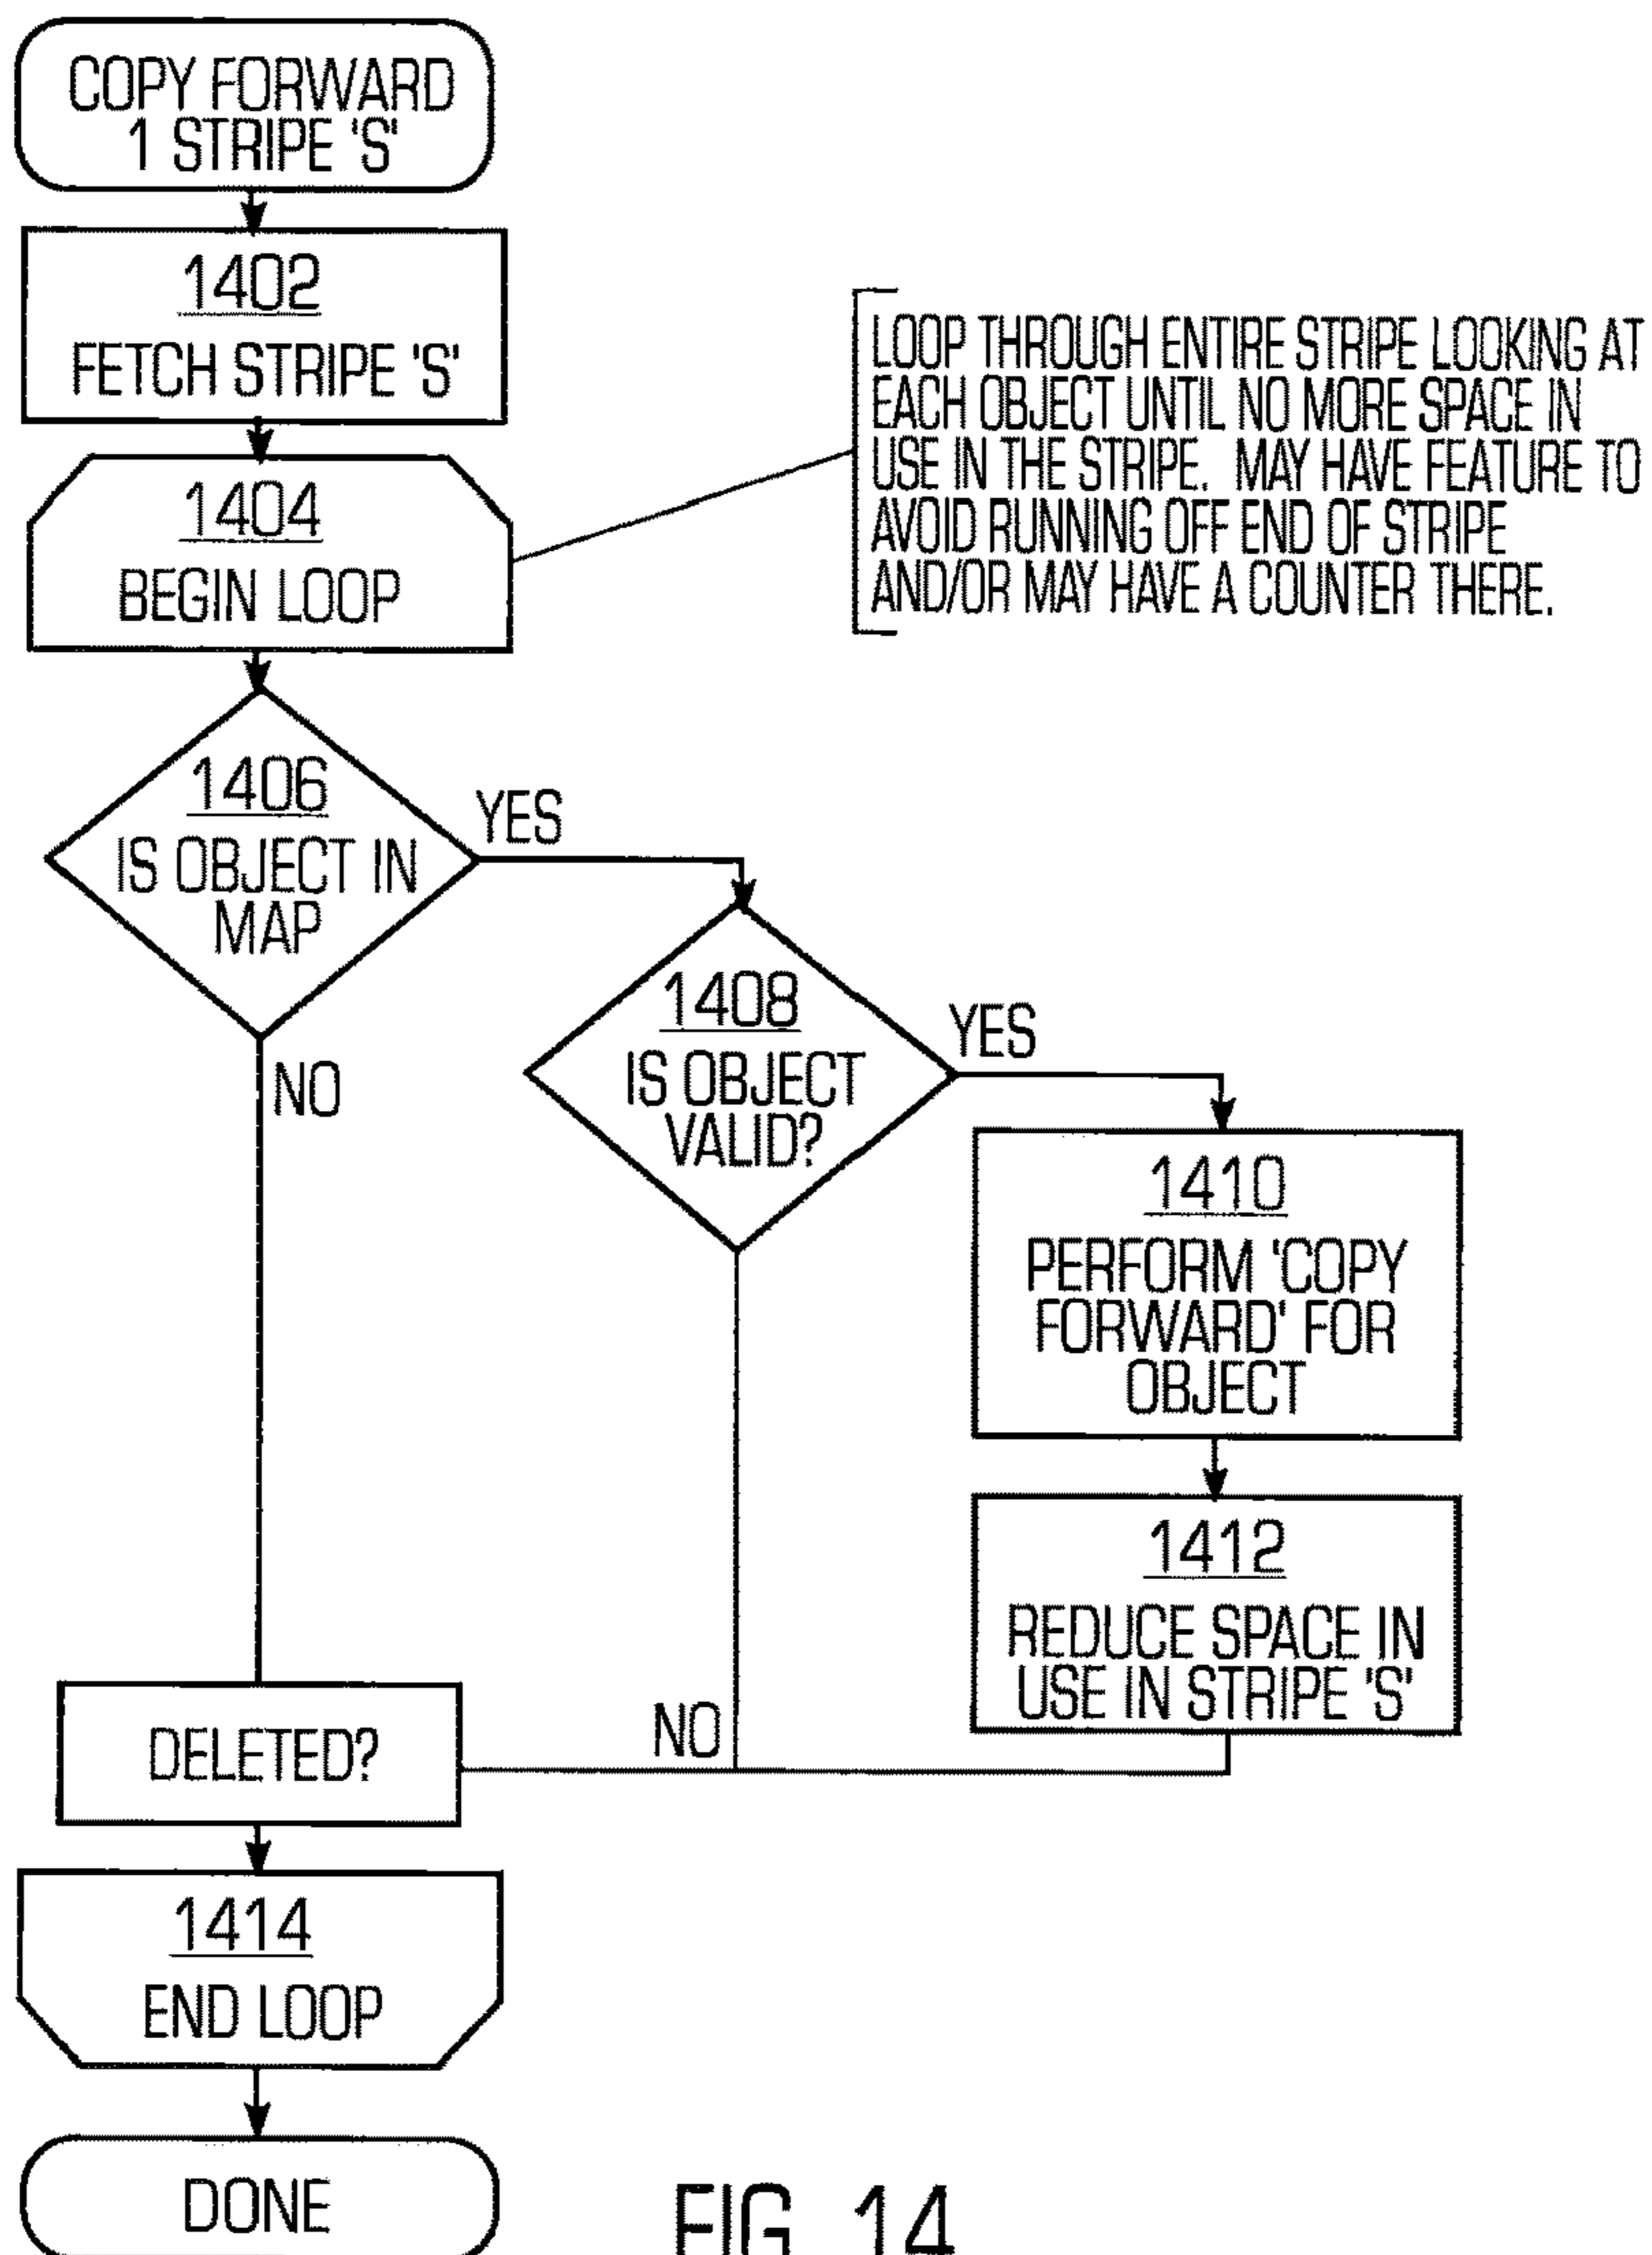 COPY FORWARD
1 STRIPE 'S'
1402
FETCH STRIPE 'S'
1404
BEGIN LOOP
LOOP THROUGH ENTIRE STRIPE LOOKING AT
EACH OBJECT UNTIL NO MORE SPACE IN
USE IN THE STRIPE. MAY HAVE FEATURE TO
AVOID RUNNING OFF END OF STRIPE
AND/OR MAY HAVE A COUNTER THERE.
1406
IS OBJECT IN
MAP
YES
NO
1408
IS OBJECT
VALID?
YES
NO
1410
PERFORM 'COPY
FORWARD' FOR
OBJECT
1412
REDUCE SPACE IN
USE IN STRIPE 'S'
DELETED?
1414
END LOOP
DONE
FIG. 14